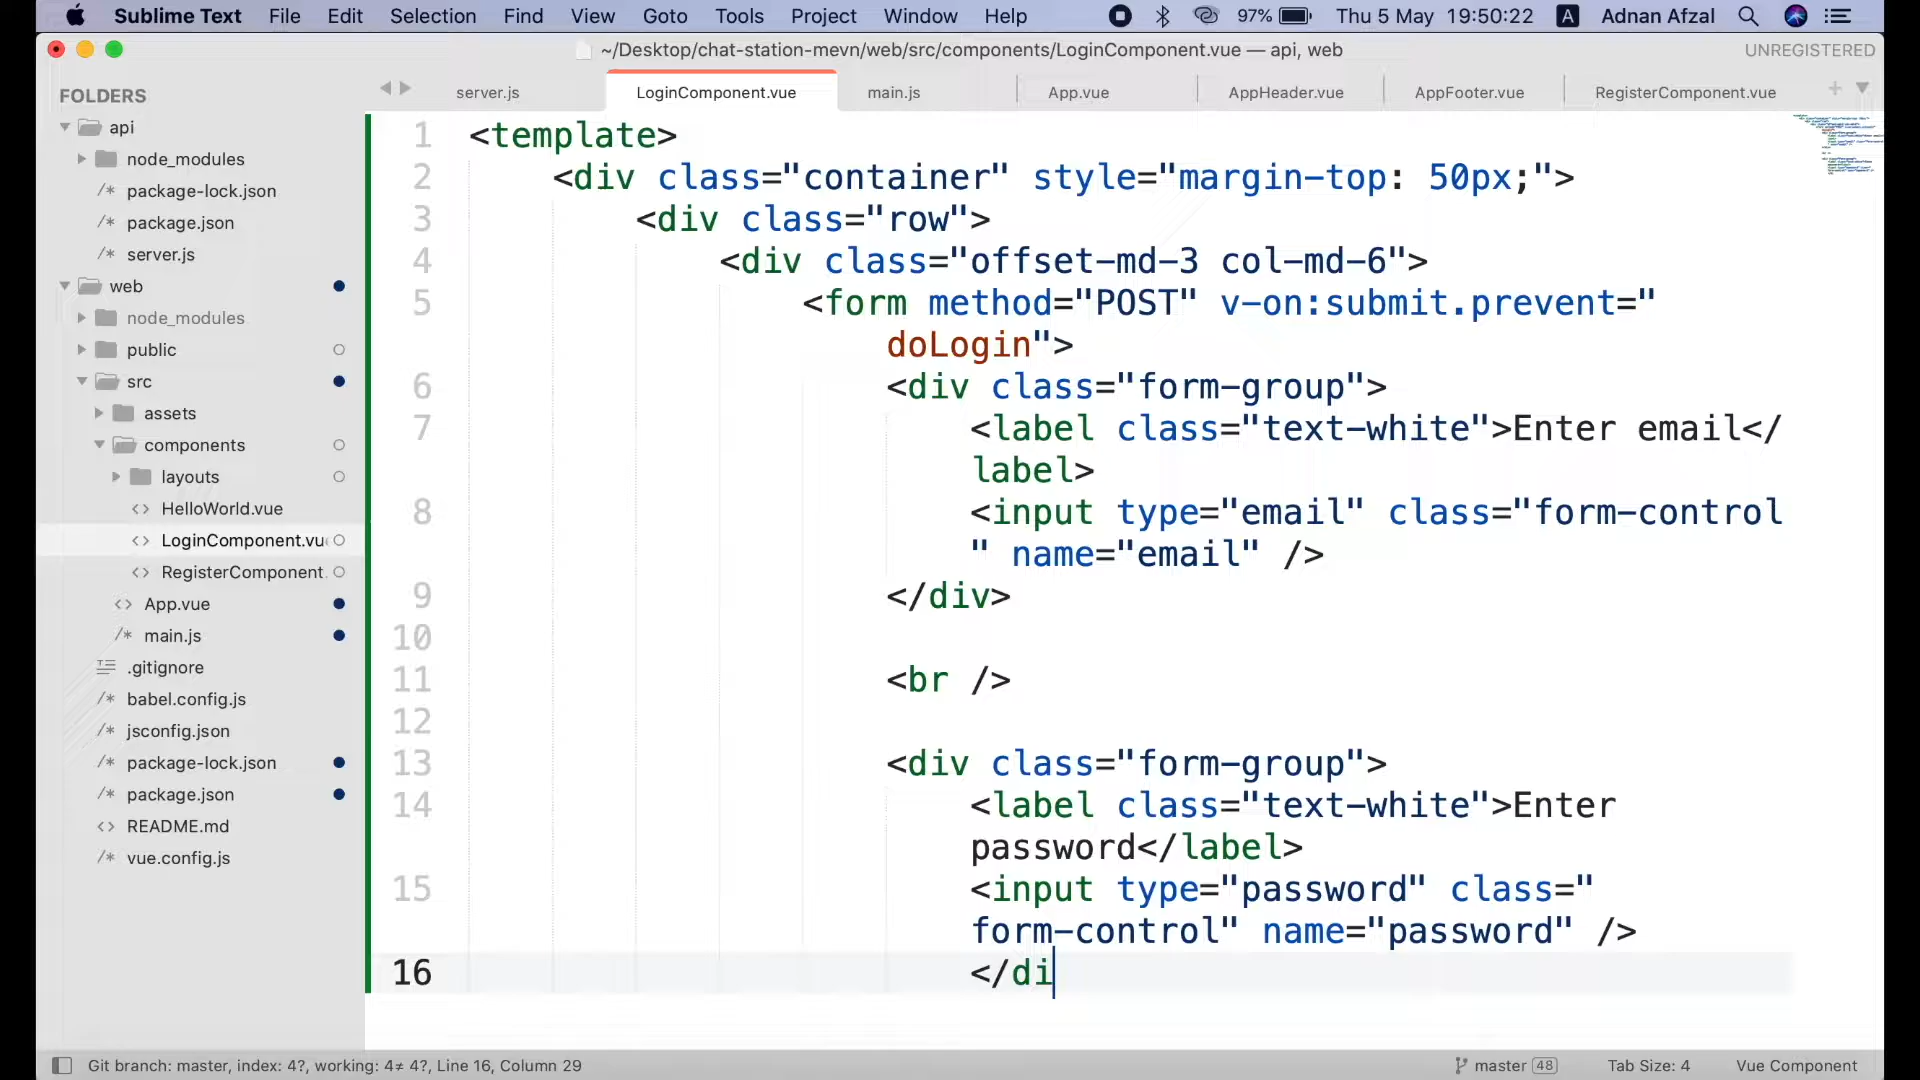 Sublime Text File Edit Selection Find View Goto Tools Project Window Help 97% Thu 5 May 19:50:22 A Adnan Afzal
~/Desktop/chat-station-mevn/web/src/components/LoginComponent.vue — api, web UNREGISTERED
FOLDERS
api
node_modules
package-lock.json
package.json
server.js
web
node_modules
public
src
assets
components
layouts
HelloWorld.vue
LoginComponent.vu
RegisterComponent.
App.vue
main.js
.gitignore
babel.config.js
jsconfig.json
package-lock.json
package.json
README.md
vue.config.js
server.js LoginComponent.vue main.js App.vue AppHeader.vue AppFooter.vue RegisterComponent.vue
1 <template>
2 <div class="container" style="margin-top: 50px;">
3 <div class="row">
4 <div class="offset-md-3 col-md-6">
5 <form method="POST" v-on:submit.prevent="
doLogin">
6 <div class="form-group">
7 <label class="text-white">Enter email</
label>
8 <input type="email" class="form-control
" name="email" />
9 </div>
10
11 <br />
12
13 <div class="form-group">
14 <label class="text-white">Enter
password</label>
15 <input type="password" class="
form-control" name="password" />
16 </di
Git branch: master, index: 4?, working: 4≠ 4?, Line 16, Column 29 master 48 Tab Size: 4 Vue Component